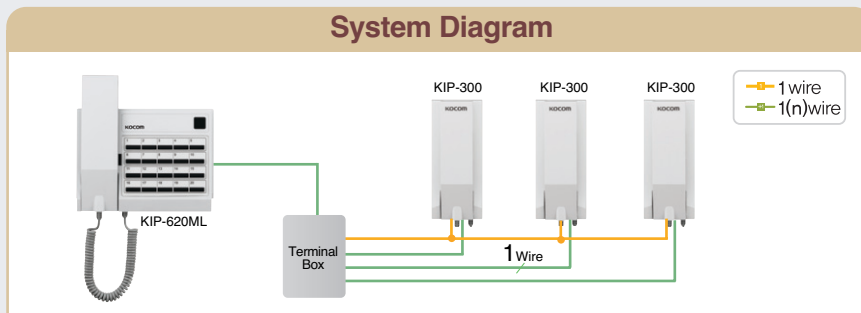 System Diagram
KIP-300
KIP-300
KIP-300
1 wire
1(n)wire
KOCOM
KOCOM
KOCOM
KOCOM
KIP-620ML
Terminal
Box
1 Wire